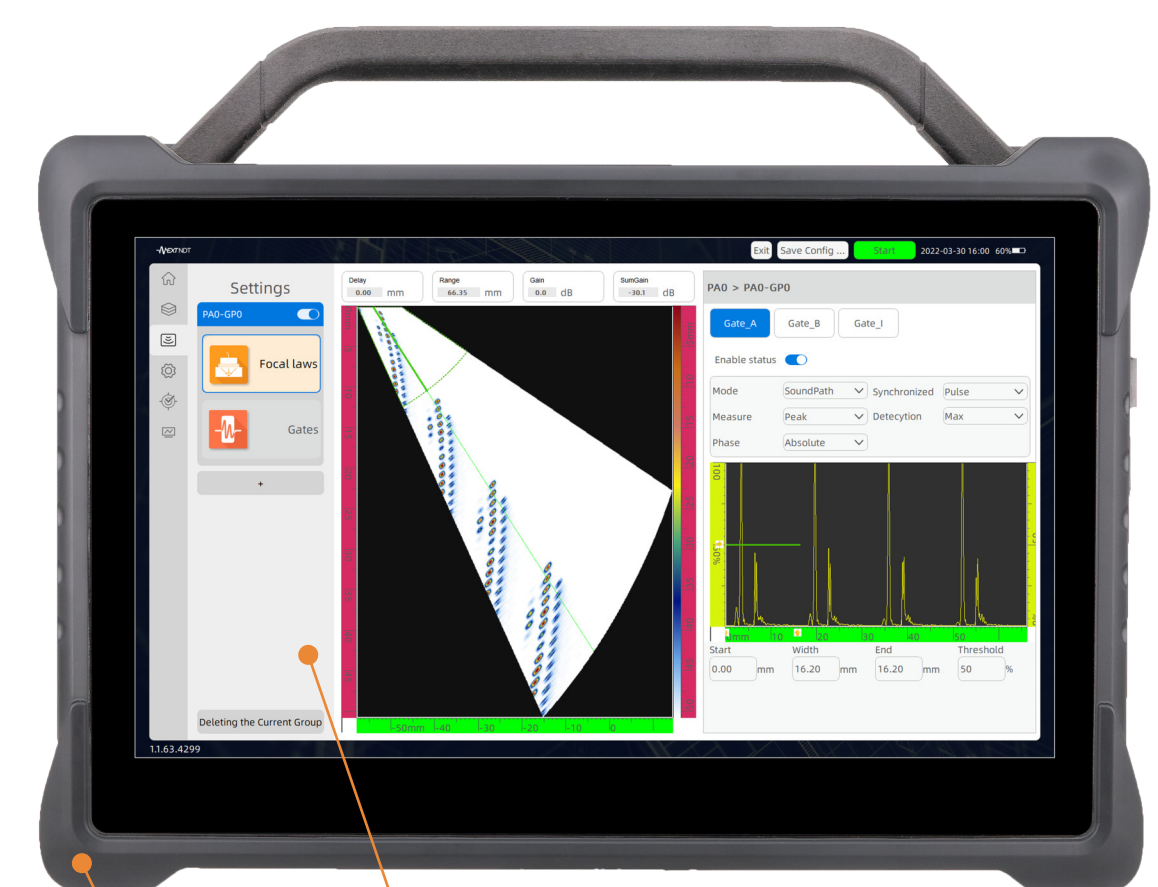 NEXTNDT
Exit
Save Config ...
Start
2022-03-30 16:00 60%
Settings
PA0-GP0
Focal laws
Gates
+
Deleting the Current Group
1.1.63.4299
Delay
0.00 mm
Range
66.35 mm
Gain
0.0 dB
SumGain
-30.1 dB
-50mm -40 -30 -20 -10 0
PA0 > PA0-GP0
Gate_A
Gate_B
Gate_I
Enable status
Mode SoundPath Synchronized Pulse
Measure Peak Detecytion Max
Phase Absolute
100
50%
mm 10 20 30 40 50
Start Width End Threshold
0.00 mm 16.20 mm 16.20 mm 50 %